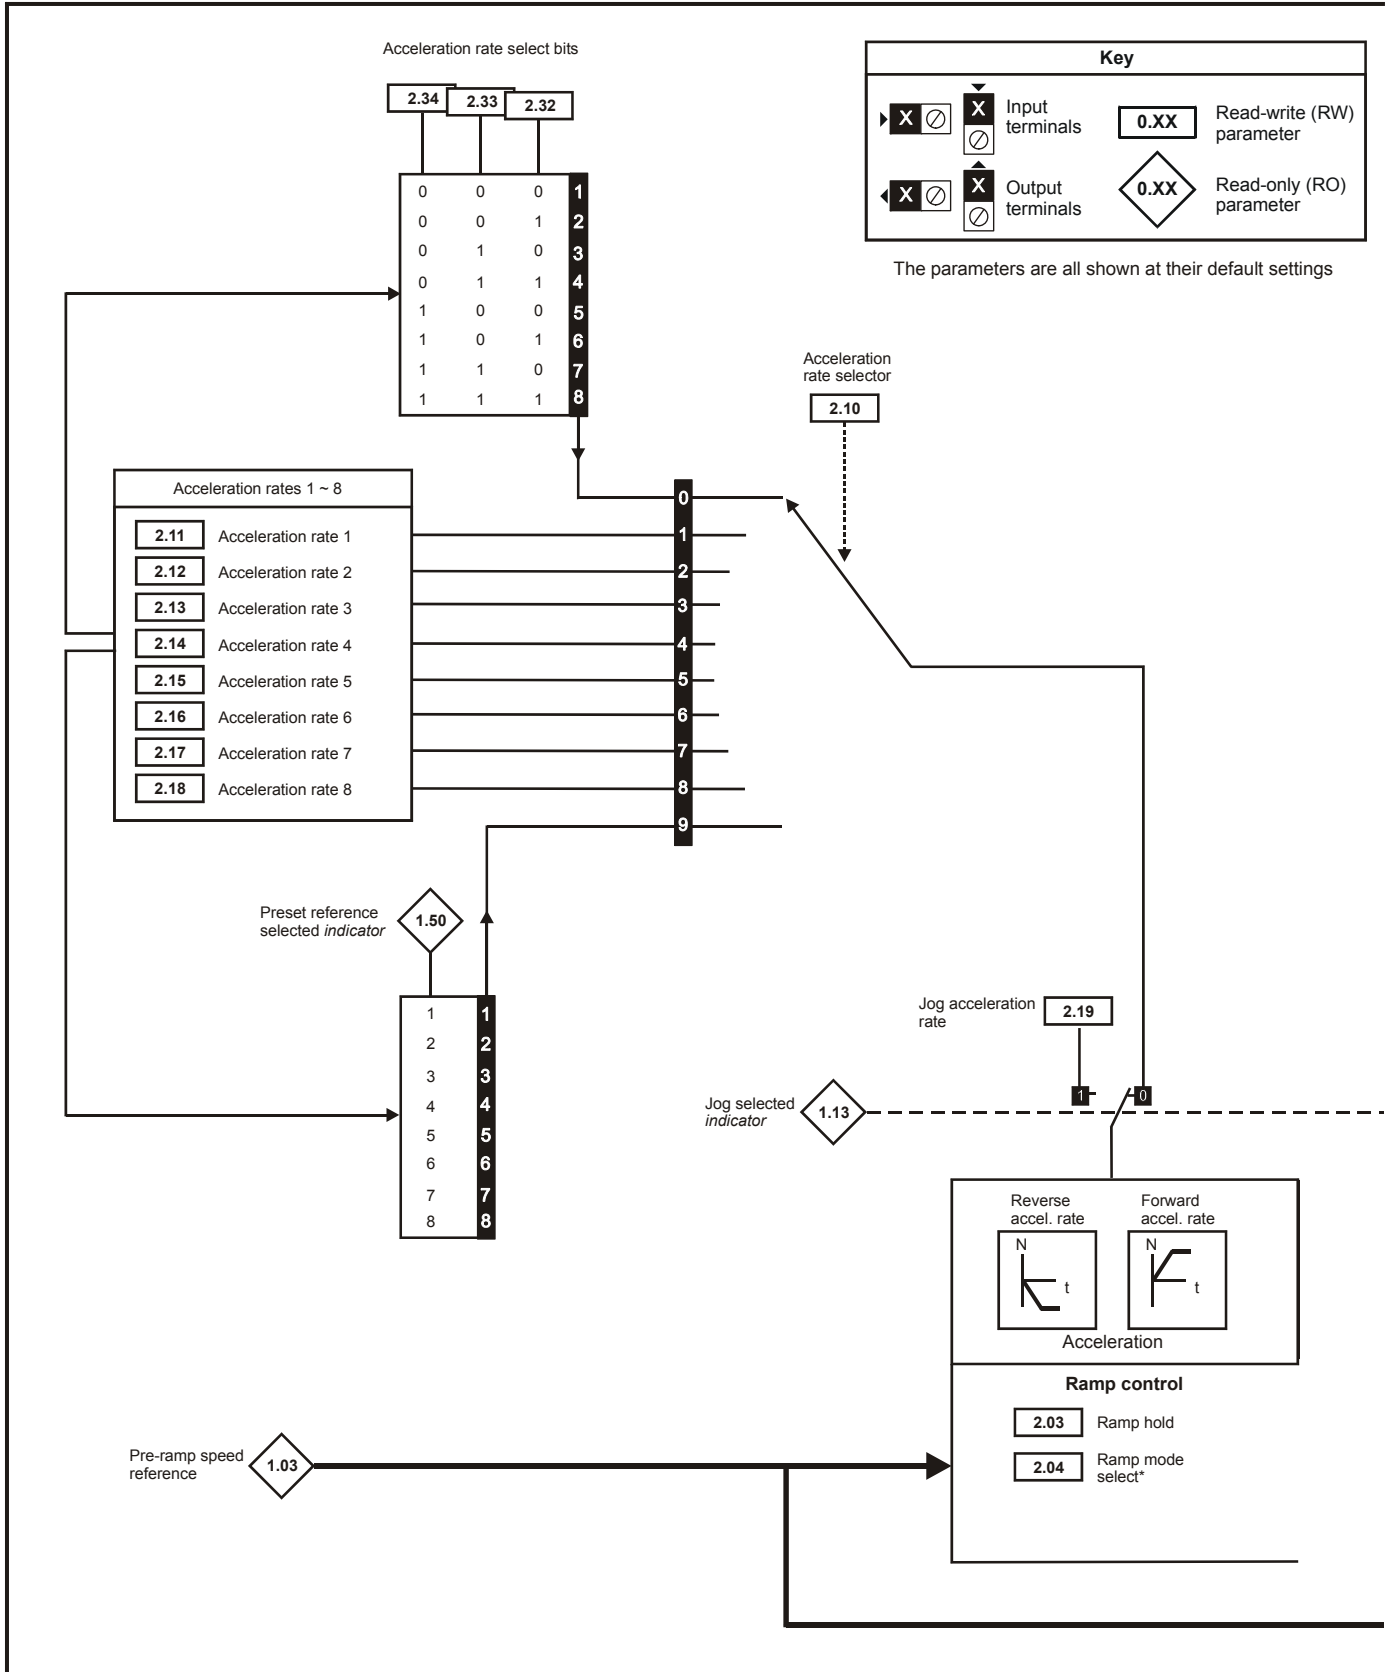 Acceleration rate select bits
2.34 2.33 2.32
0 0 0 1
0 0 1 2
0 1 0 3
0 1 1 4
1 0 0 5
1 0 1 6
1 1 0 7
1 1 1 8
Key
X X Input
terminals
0.XX Read-write (RW)
parameter
X X Output
terminals
0.XX Read-only (RO)
parameter
The parameters are all shown at their default settings
Acceleration
rate selector
2.10
Acceleration rates 1 ~ 8
2.11 Acceleration rate 1
2.12 Acceleration rate 2
2.13 Acceleration rate 3
2.14 Acceleration rate 4
2.15 Acceleration rate 5
2.16 Acceleration rate 6
2.17 Acceleration rate 7
2.18 Acceleration rate 8
0
1
2
3
4
5
6
7
8
9
Preset reference
selected indicator
1.50
1 1
2 2
3 3
4 4
5 5
6 6
7 7
8 8
Jog acceleration
rate
2.19
1 0
Jog selected
indicator
1.13
Reverse
accel. rate
N
t
Forward
accel. rate
N
t
Acceleration
Ramp control
2.03 Ramp hold
2.04 Ramp mode
select*
Pre-ramp speed
reference
1.03